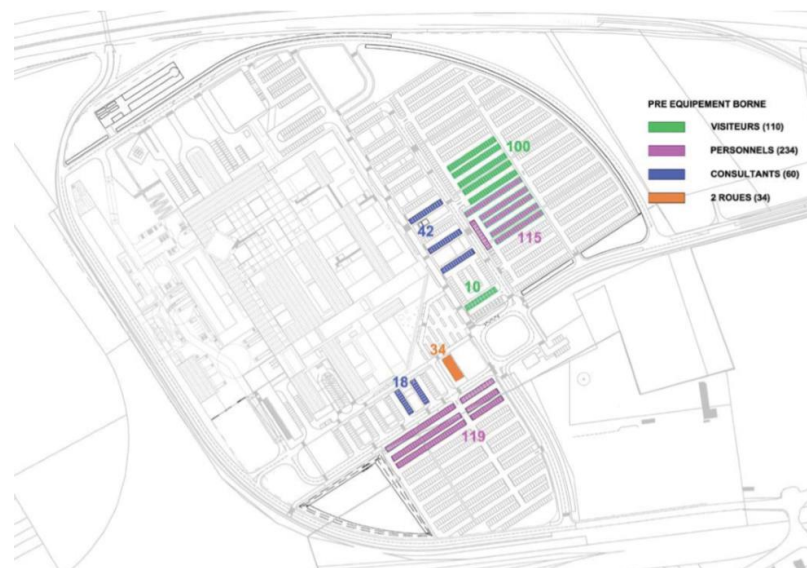 PRE EQUIPEMENT BORNE
VISITEURS (110)
PERSONNELS (234)
CONSULTANTS (60)
2 ROUES (34)
100
42
115
10
34
18
119